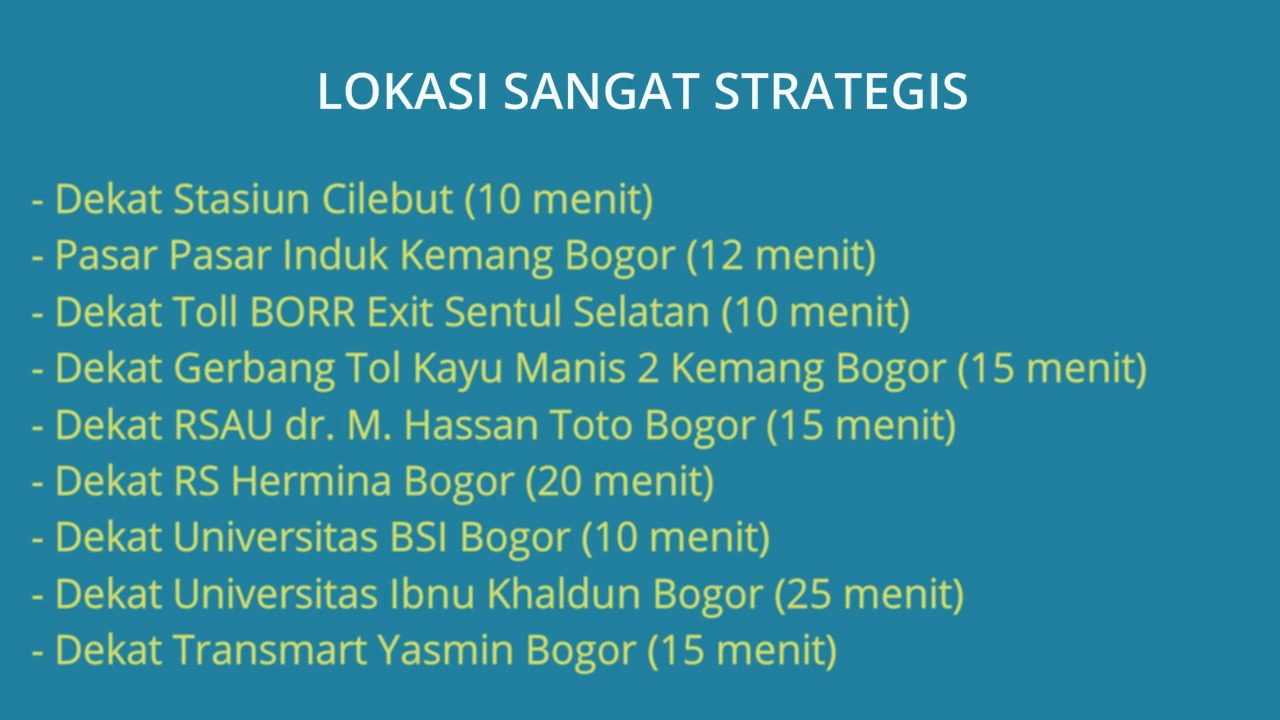 LOKASI SANGAT STRATEGIS
- Dekat Stasiun Cilebut (10 menit)
- Pasar Pasar Induk Kemang Bogor (12 menit)
- Dekat Toll BORR Exit Sentul Selatan (10 menit)
- Dekat Gerbang Tol Kayu Manis 2 Kemang Bogor (15 menit)
- Dekat RSAU dr. M. Hassan Toto Bogor (15 menit)
- Dekat RS Hermina Bogor (20 menit)
- Dekat Universitas BSI Bogor (10 menit)
- Dekat Universitas Ibnu Khaldun Bogor (25 menit)
- Dekat Transmart Yasmin Bogor (15 menit)